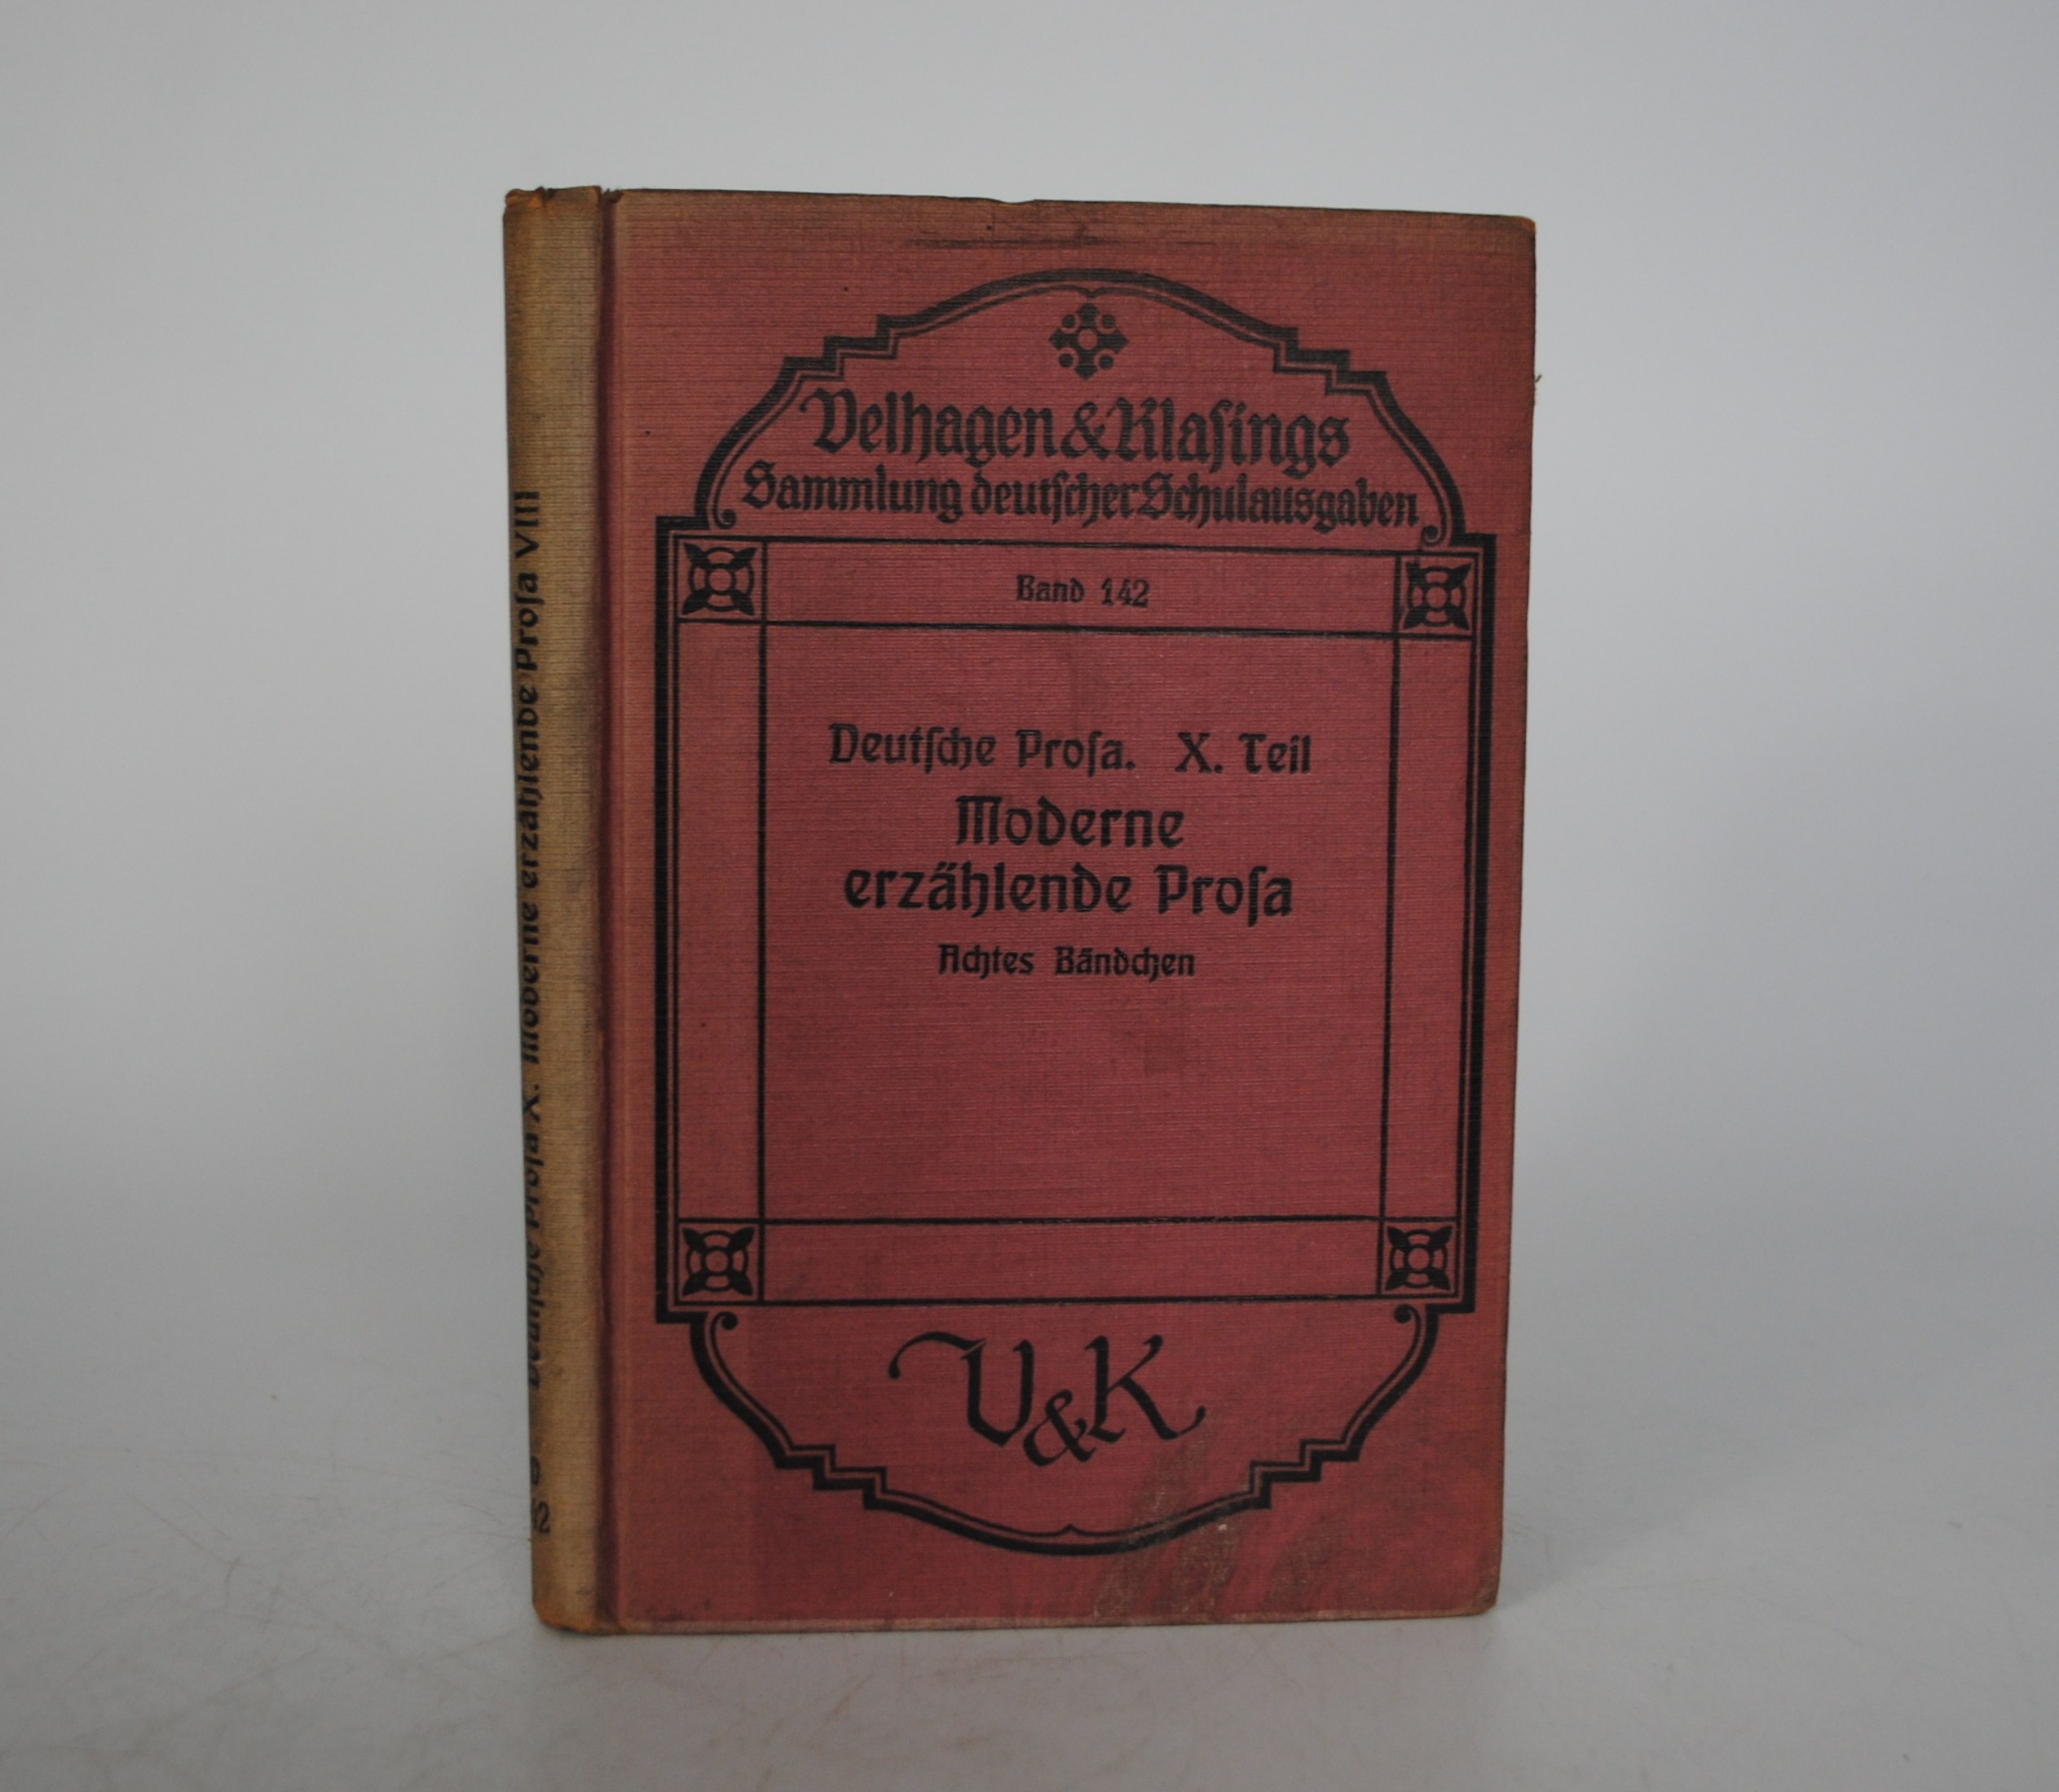 Velhagen & Klaſings
Sammlung deutſcher Schulausgaben
Band 142
Deutſche Proſa. X. Teil
Moderne
erzählende Proſa
Achtes Bändchen
V&K
Deutſche Proſa X. Moderne erzählende Proſa VIII